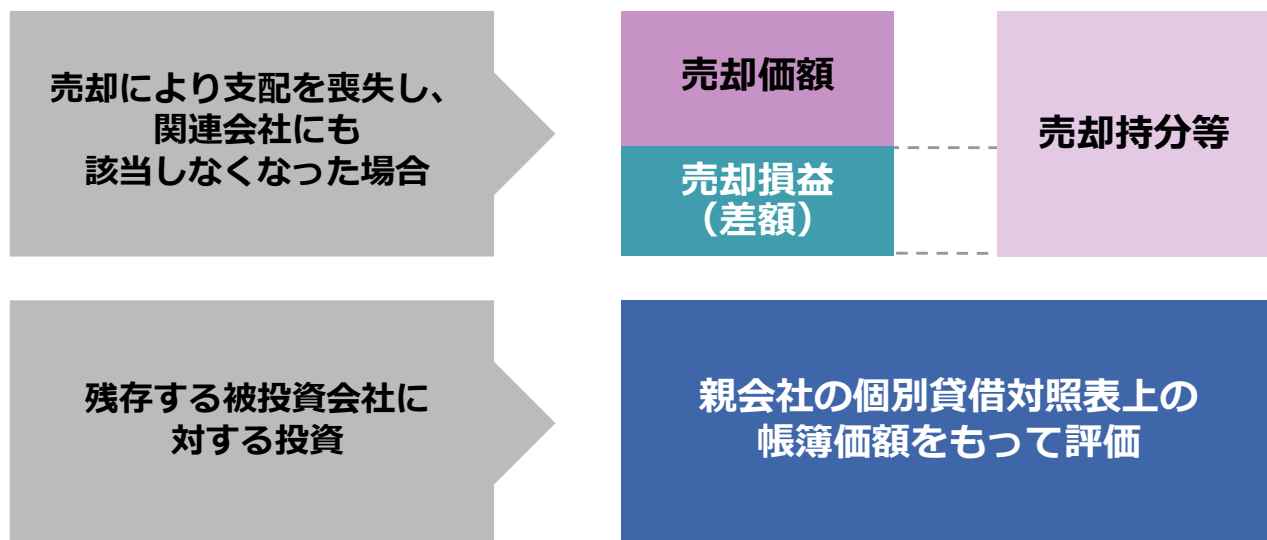 売却により支配を喪失し、
関連会社にも
該当しなくなった場合
売却価額
売却損益
（差額）
売却持分等
残存する被投資会社に
対する投資
親会社の個別貸借対照表上の
帳簿価額をもって評価